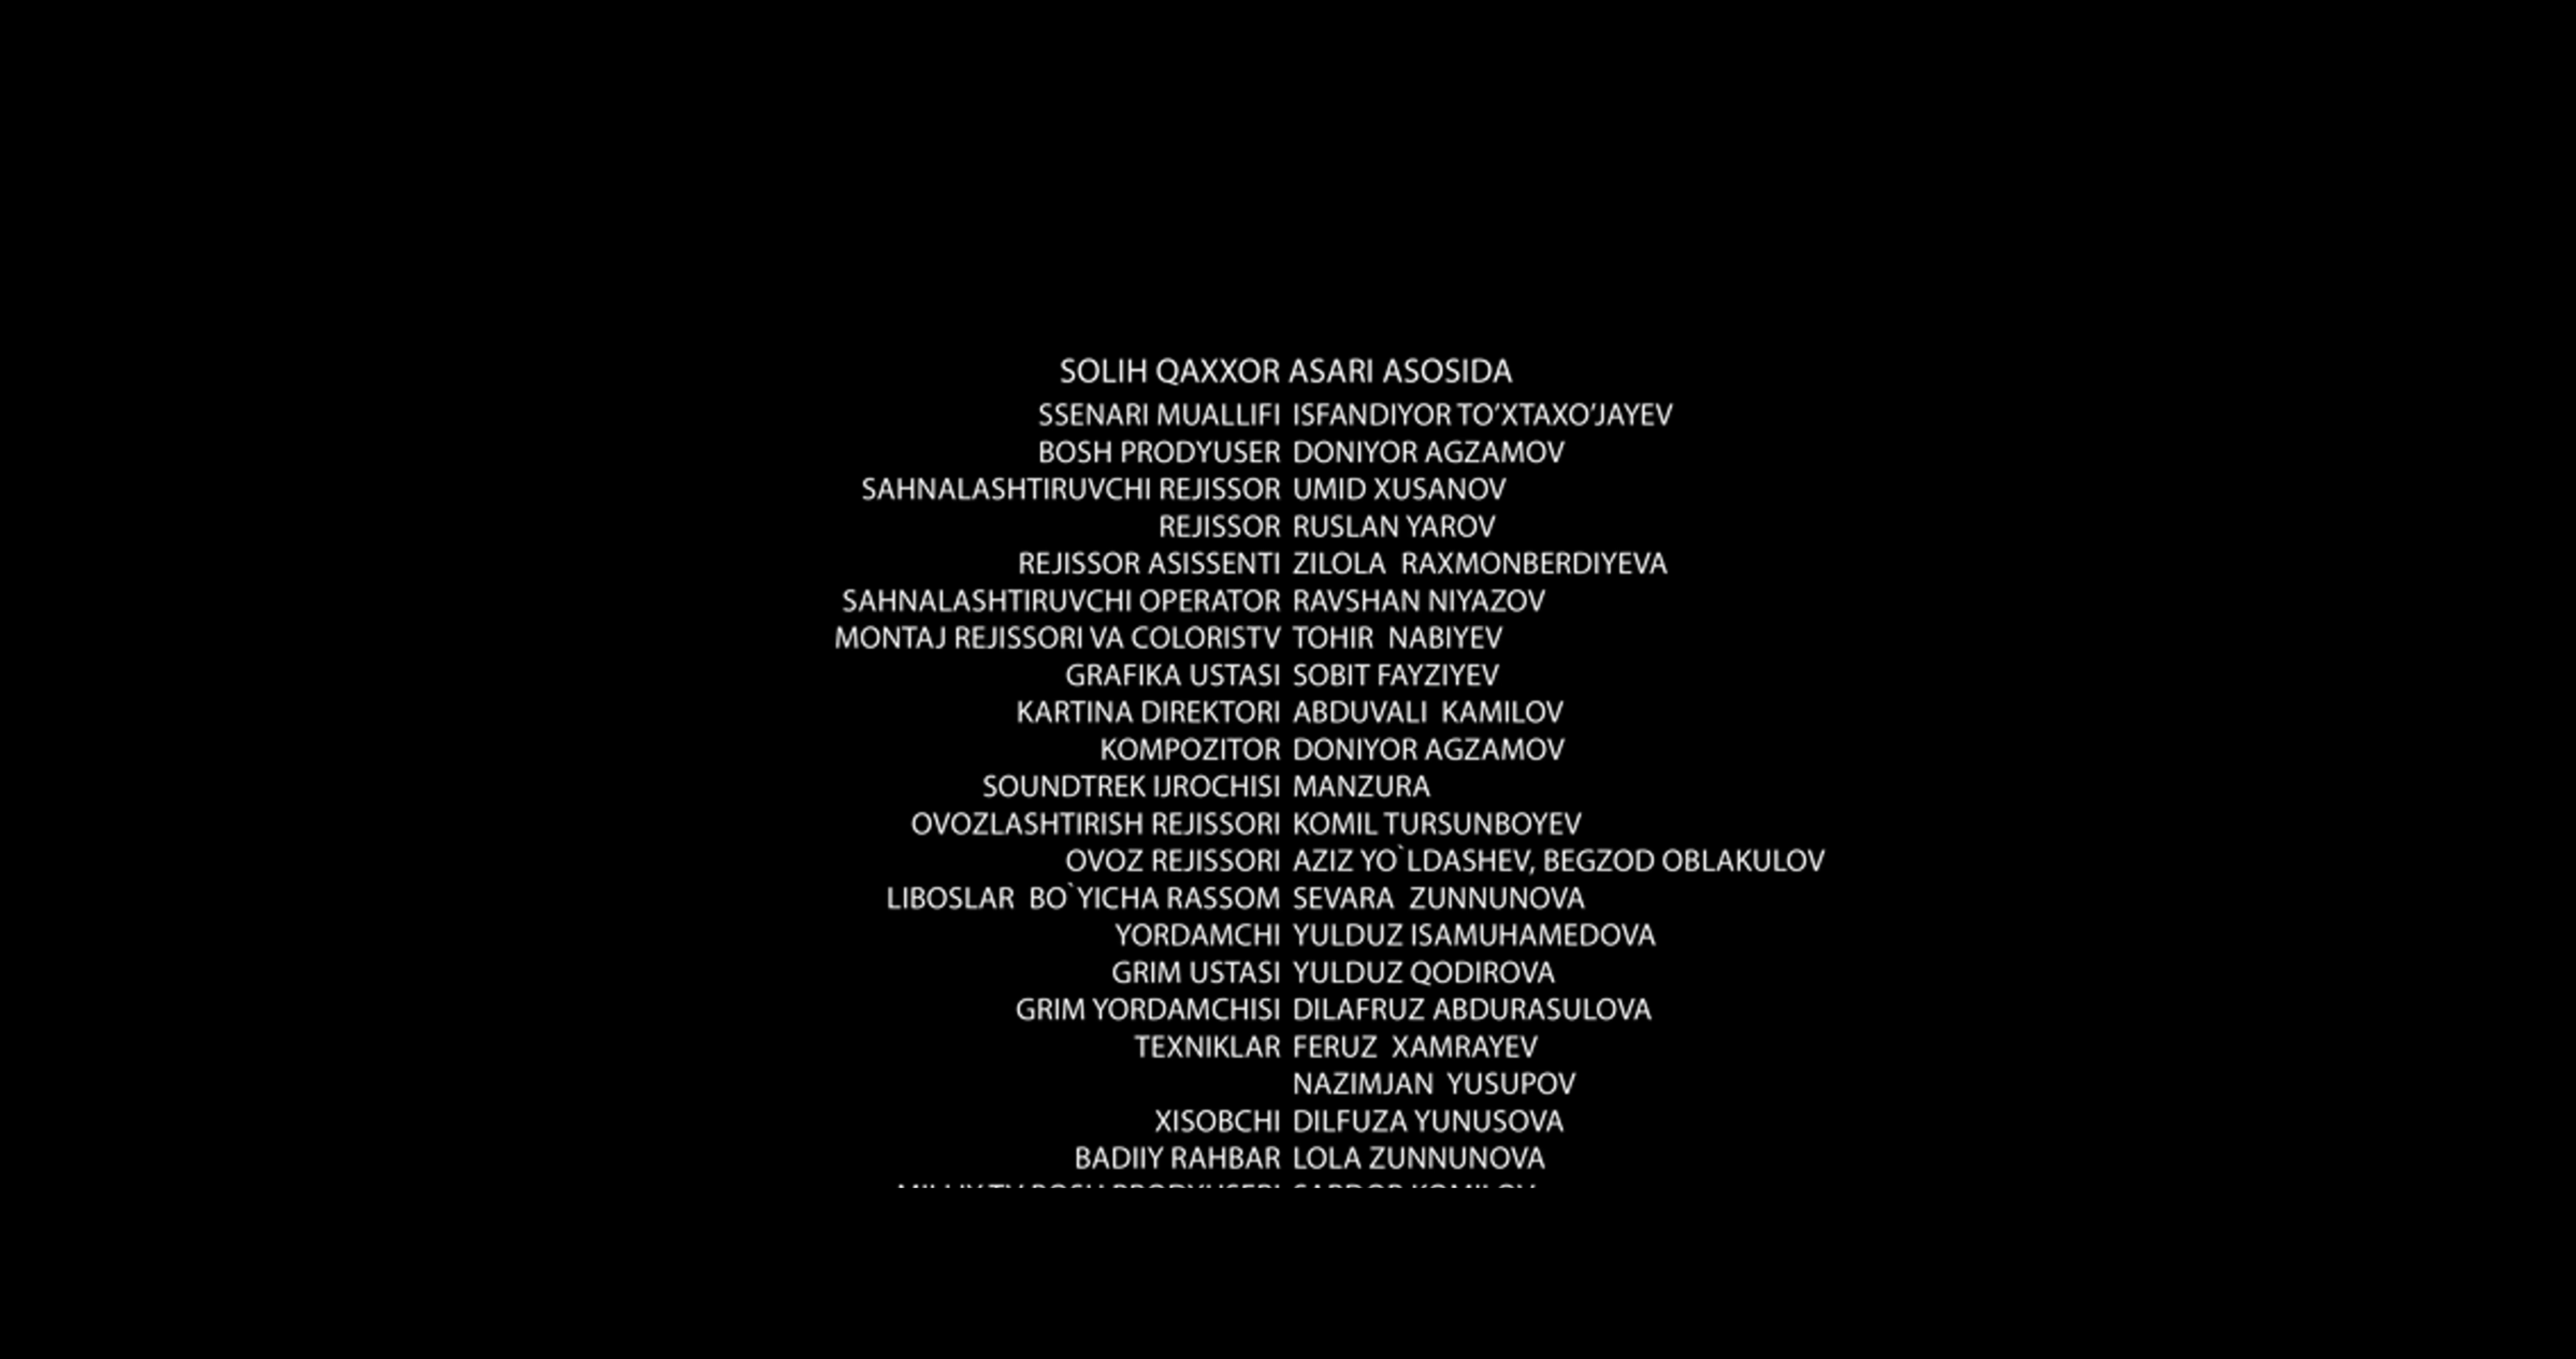 SOLIH QAXXOR ASARI ASOSIDA
SSENARI MUALLIFI ISFANDIYOR TO’XTAXO’JAYEV
BOSH PRODYUSER DONIYOR AGZAMOV
SAHNALASHTIRUVCHI REJISSOR UMID XUSANOV
REJISSOR RUSLAN YAROV
REJISSOR ASISSENTI ZILOLA RAXMONBERDIYEVA
SAHNALASHTIRUVCHI OPERATOR RAVSHAN NIYAZOV
MONTAJ REJISSORI VA COLORISTV TOHIR NABIYEV
GRAFIKA USTASI SOBIT FAYZIYEV
KARTINA DIREKTORI ABDUVALI KAMILOV
KOMPOZITOR DONIYOR AGZAMOV
SOUNDTREK IJROCHISI MANZURA
OVOZLASHTIRISH REJISSORI KOMIL TURSUNBOYEV
OVOZ REJISSORI AZIZ YO`LDASHEV, BEGZOD OBLAKULOV
LIBOSLAR BO`YICHA RASSOM SEVARA ZUNNUNOVA
YORDAMCHI YULDUZ ISAMUHAMEDOVA
GRIM USTASI YULDUZ QODIROVA
GRIM YORDAMCHISI DILAFRUZ ABDURASULOVA
TEXNIKLAR FERUZ XAMRAYEV
NAZIMJAN YUSUPOV
XISOBCHI DILFUZA YUNUSOVA
BADIIY RAHBAR LOLA ZUNNUNOVA